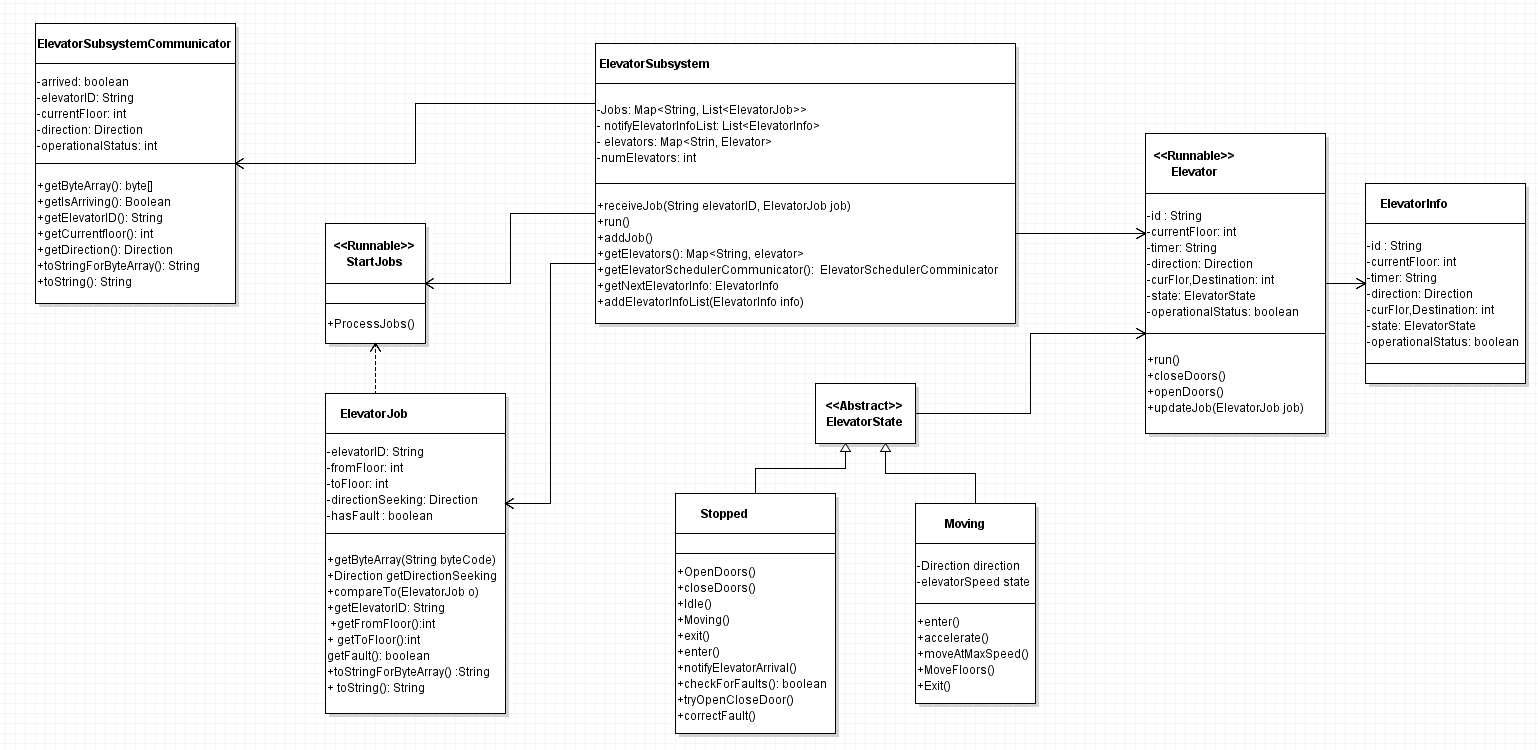 ElevatorSubsystemCommunicator
-arrived: boolean
-elevatorID: String
-currentFloor: int
-direction: Direction
-operationalStatus: int
+getByteArray(): byte[]
+getIsArriving(): Boolean
+getElevatorID(): String
+getCurrentfloor(): int
+getDirection(): Direction
+toStringForByteArray(): String
+toString(): String
ElevatorSubsystem
-Jobs: Map<String, List<ElevatorJob>>
- notifyElevatorInfoList: List<ElevatorInfo>
- elevators: Map<Strin, Elevator>
-numElevators: int
+receiveJob(String elevatorID, ElevatorJob job)
+run()
+addJob()
+getElevators(): Map<String, elevator>
+getElevatorSchedulerCommunicator():  ElevatorSchedulerComminicator
+getNextElevatorInfo: ElevatorInfo
+addElevatorInfoList(ElevatorInfo info)
<<Runnable>>
StartJobs
+ProcessJobs()
ElevatorJob
-elevatorID: String
-fromFloor: int
-toFloor: int
-directionSeeking: Direction
-hasFault : boolean
+getByteArray(String byteCode)
+Direction getDirectionSeeking
+compareTo(ElevatorJob o)
+getElevatorID: String
+getFromFloor():int
+ getToFloor():int
getFault(): boolean
+toStringForByteArray() :String
+ toString(): String
<<Abstract>>
ElevatorState
Stopped
+OpenDoors()
+closeDoors()
+Idle()
+Moving()
+exit()
+enter()
+notifyElevatorArrival()
+checkForFaults(): boolean
+tryOpenCloseDoor()
+correctFault()
Moving
-Direction direction
-elevatorSpeed state
+enter()
+accelerate()
+moveAtMaxSpeed()
+MoveFloors()
+Exit()
<<Runnable>>
Elevator
-id : String
-currentFloor: int
-timer: String
-direction: Direction
-curFlor,Destination: int
-state: ElevatorState
-operationalStatus: boolean
+run()
+closeDoors()
+openDoors()
+updateJob(ElevatorJob job)
ElevatorInfo
-id : String
-currentFloor: int
-timer: String
-direction: Direction
-curFlor,Destination: int
-state: ElevatorState
-operationalStatus: boolean